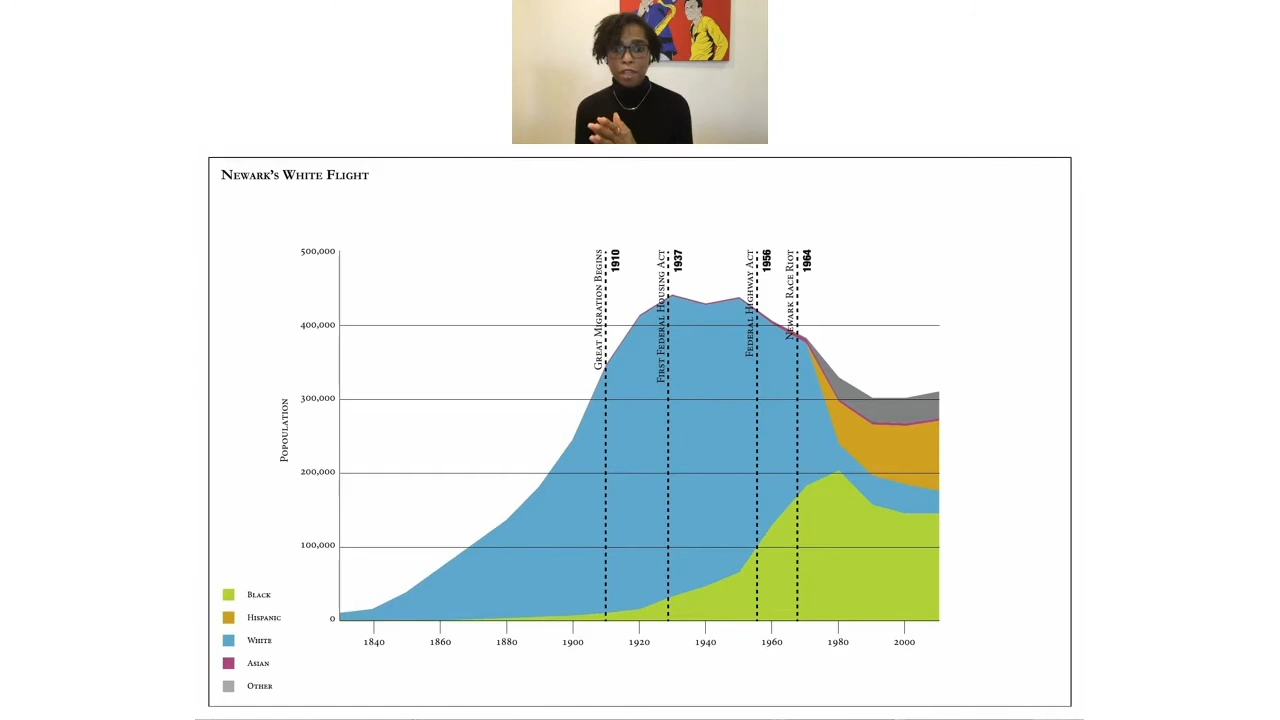 Newark's White Flight
500,000
400,000
300,000
200,000
100,000
0
Popoulation
Great Migration Begins
1910
First Federal Housing Act
1937
Federal Highway Act
1956
Newark Race Riot
1964
1840
1860
1880
1900
1920
1940
1960
1980
2000
Black
Hispanic
White
Asian
Other